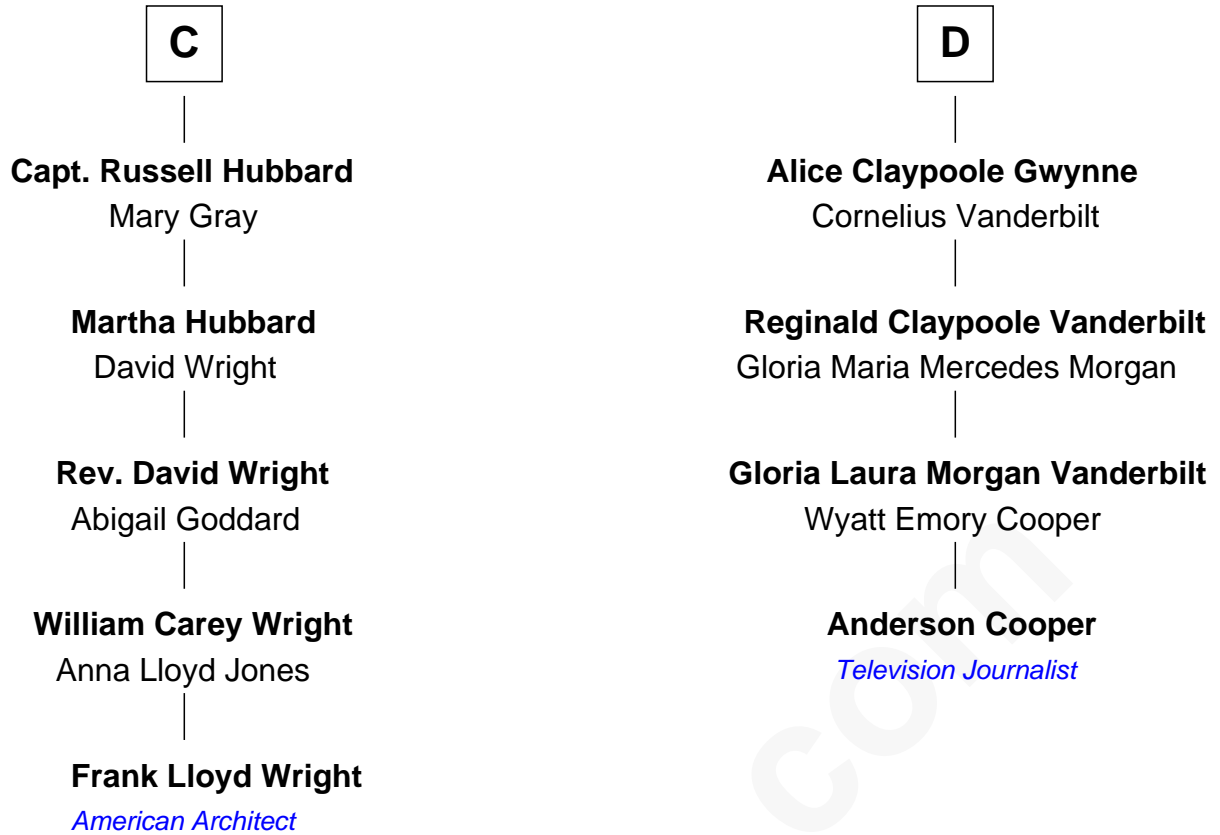 C
Capt. Russell Hubbard
Mary Gray
Martha Hubbard
David Wright
Rev. David Wright
Abigail Goddard
William Carey Wright
Anna Lloyd Jones
Frank Lloyd Wright
American Architect
D
Alice Claypoole Gwynne
Cornelius Vanderbilt
Reginald Claypoole Vanderbilt
Gloria Maria Mercedes Morgan
Gloria Laura Morgan Vanderbilt
Wyatt Emory Cooper
Anderson Cooper
Television Journalist
com